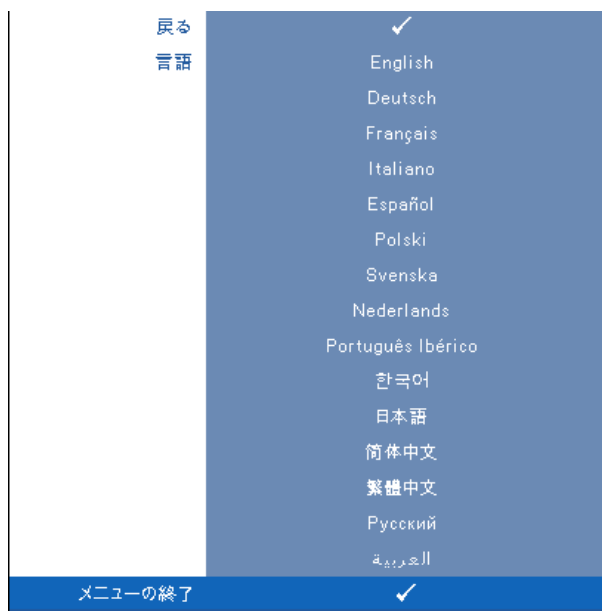 戻る ✓
言語 English
Deutsch
Français
Italiano
Español
Polski
Svenska
Nederlands
Português Ibérico
한국어
日本語
简体中文
繁體中文
Русский
العربية
メニューの終了 ✓